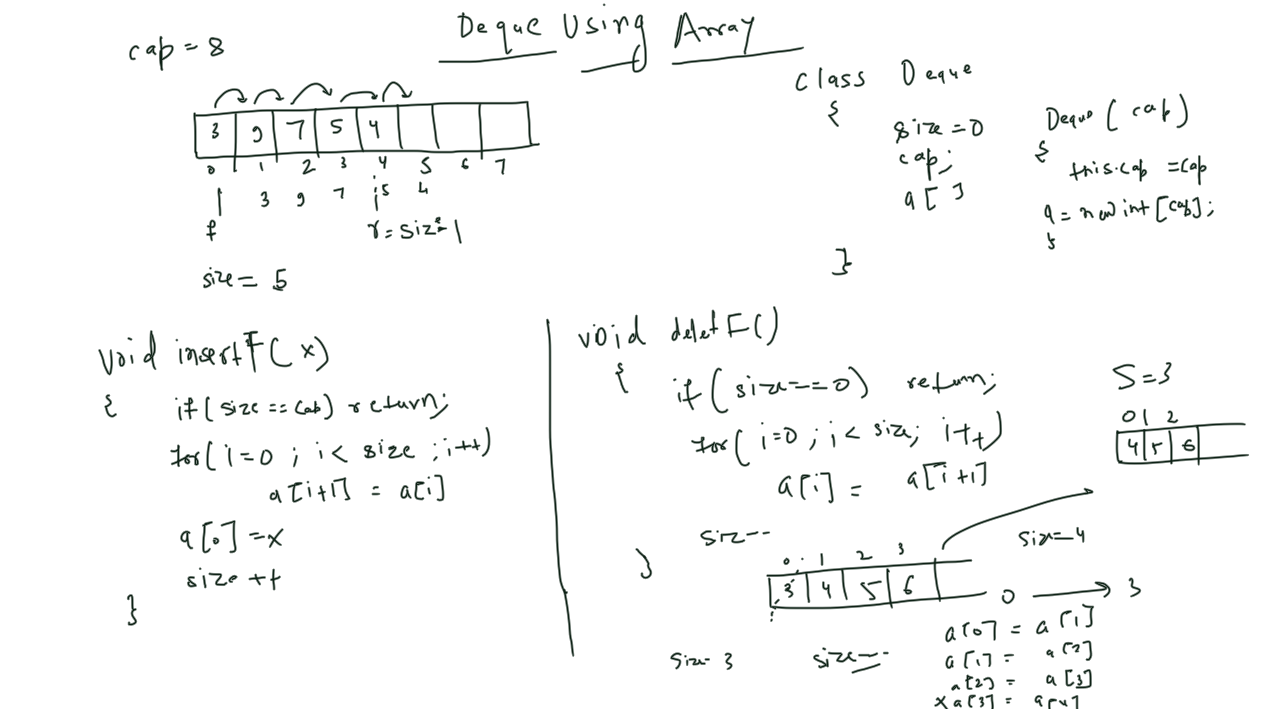 Deque Using Array
cap = 8
3 9 7 5 4
0 1 2 3 4 5 6 7
3 9 7 5 4
f
r = size-1
size = 5
class Deque
{
size = 0
cap;
a[ ]
}
Deque ( cap )
{
this.cap = cap
a = new int [cap];
}
void insertF( x )
{
if ( size == cap ) return;
for ( i=0 ; i < size ; i++)
a [i+1] = a[i]
a [0] = x
size ++
}
void deletF()
{
if ( size == 0 ) return;
for ( i=0 ; i < size; i++)
a[i] = a[i+1]
size--
}
S=3
0 1 2
4 5 6
size=4
0 1 2 3
3 4 5 6
0 → 3
a[0] = a[1]
a[1] = a[2]
a[2] = a[3]
x a[3] = a[4]
size 3
size--